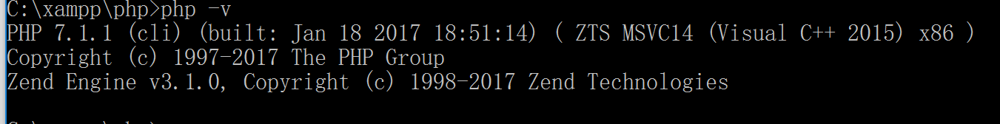 C:\xampp\php>php -v
PHP 7.1.1 (cli) (built: Jan 18 2017 18:51:14) ( ZTS MSVC14 (Visual C++ 2015) x86 )
Copyright (c) 1997-2017 The PHP Group
Zend Engine v3.1.0, Copyright (c) 1998-2017 Zend Technologies